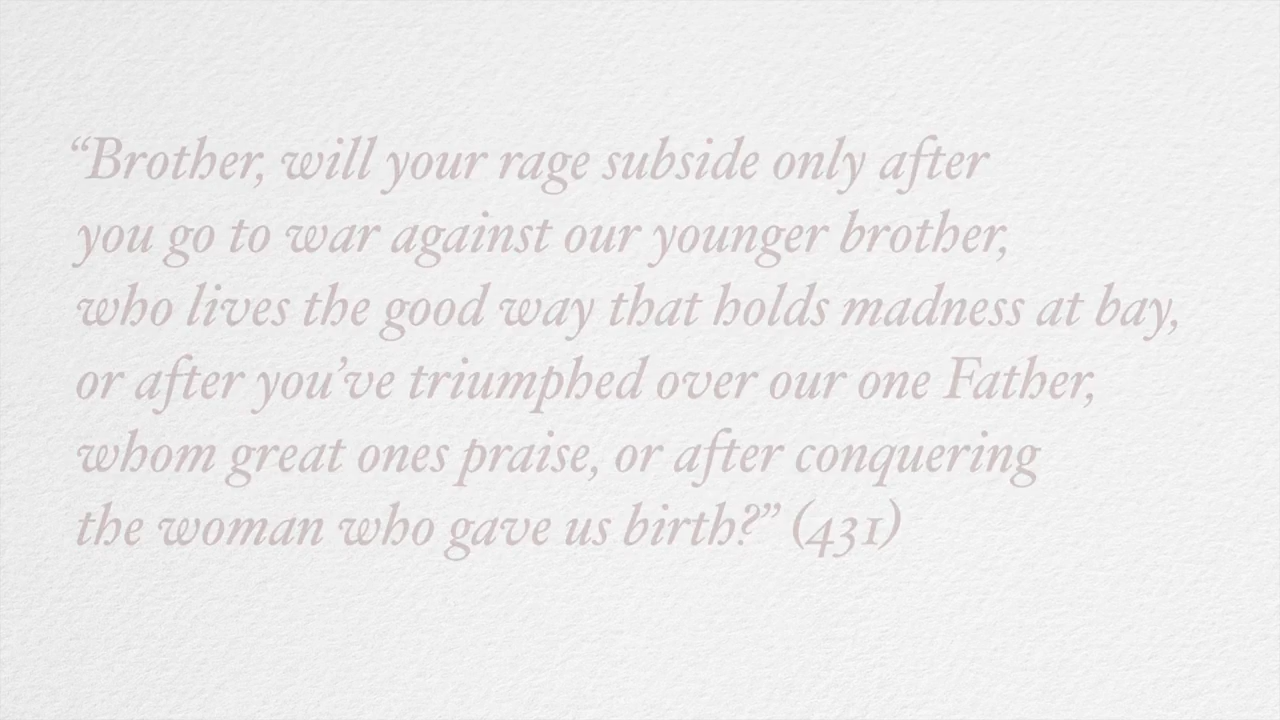 “Brother, will your rage subside only after
you go to war against our younger brother,
who lives the good way that holds madness at bay,
or after you’ve triumphed over our one Father,
whom great ones praise, or after conquering
the woman who gave us birth?” (431)